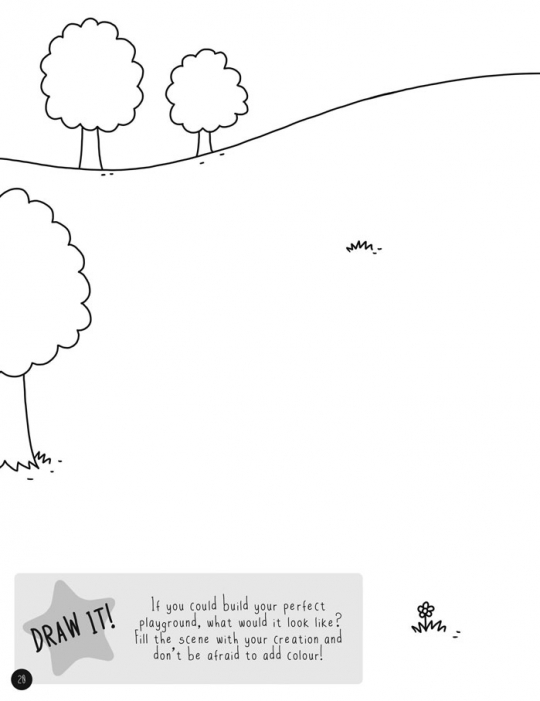 DRAW IT!
If you could build your perfect
playground, what would it look like?
Fill the scene with your creation and
don't be afraid to add colour!
20